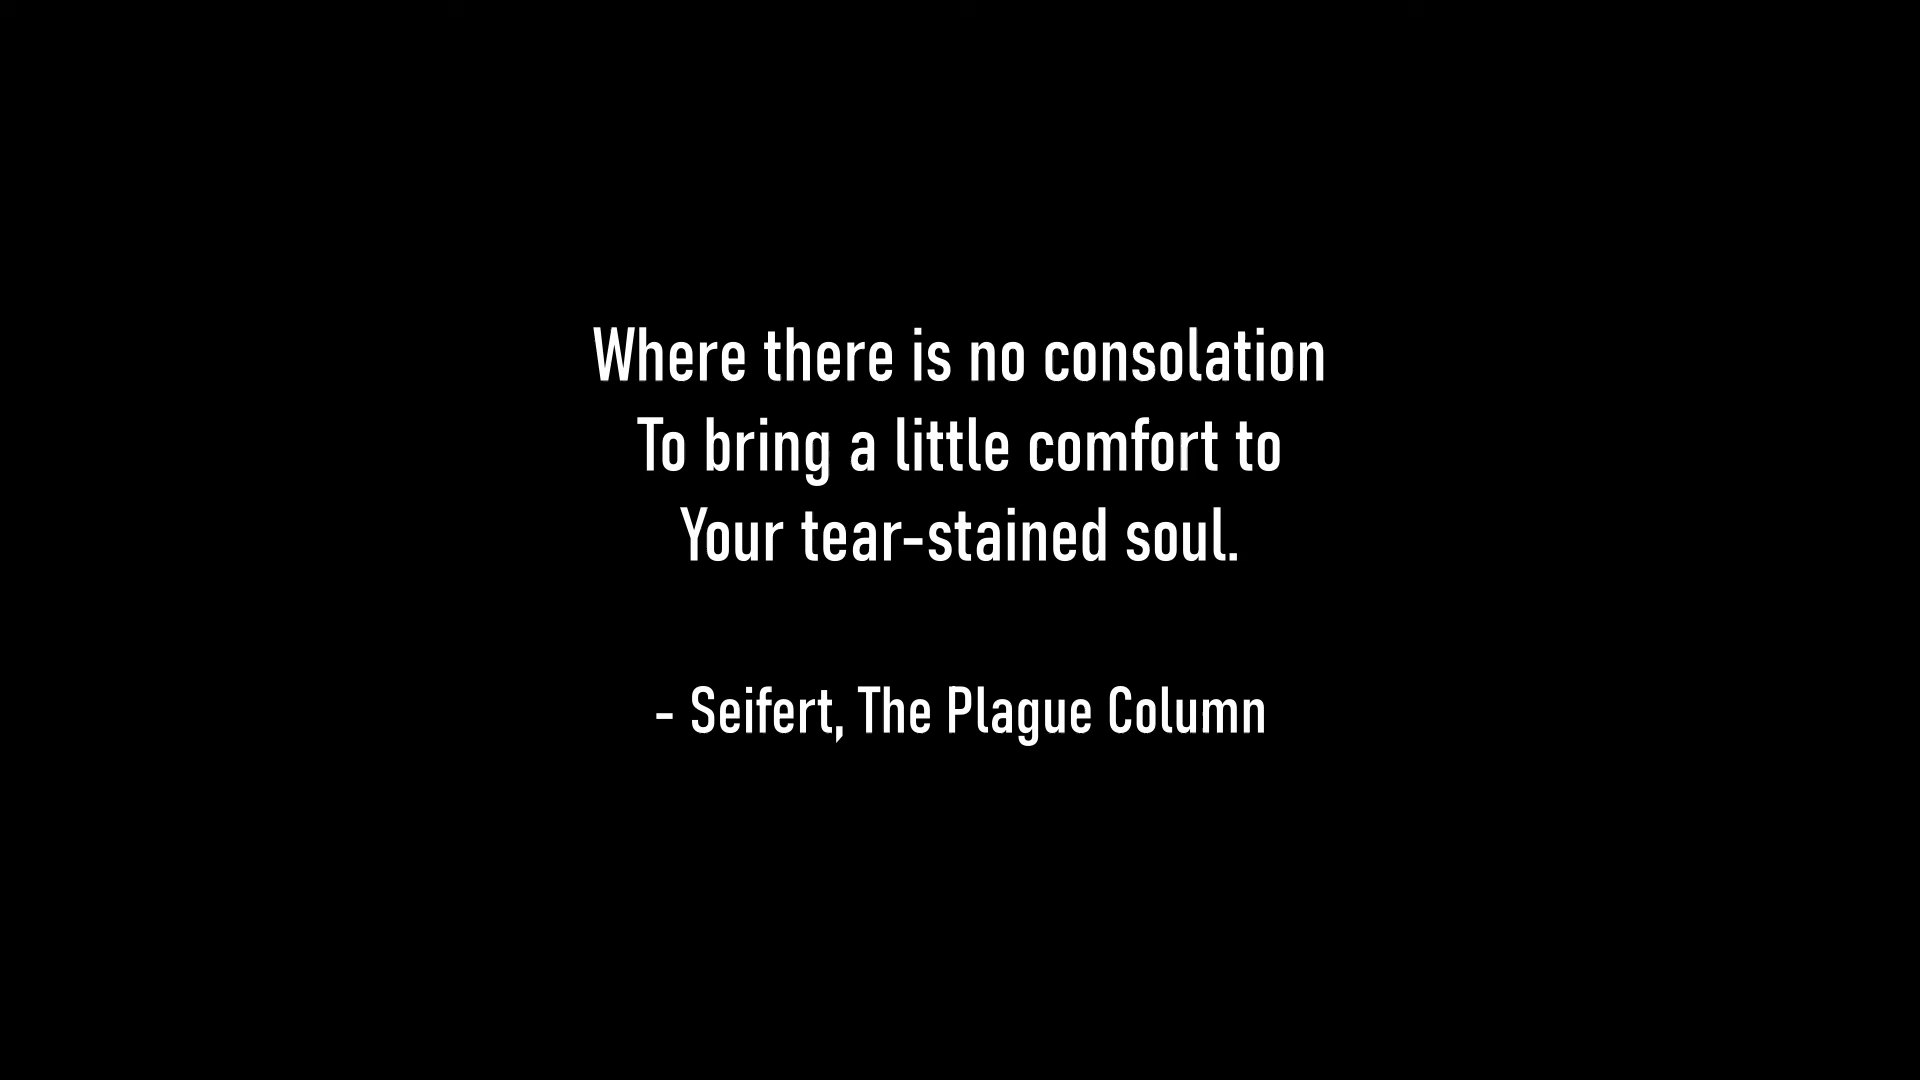 Where there is no consolation
To bring a little comfort to
Your tear-stained soul.
- Seifert, The Plague Column